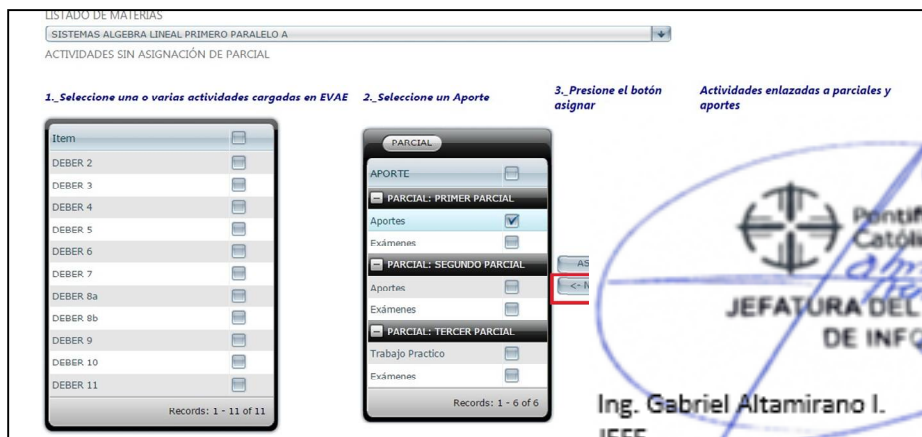 LISTADO DE MATERIAS
SISTEMAS ALGEBRA LINEAL PRIMERO PARALELO A
ACTIVIDADES SIN ASIGNACIÓN DE PARCIAL
1._Seleccione una o varias actividades cargadas en EVAE
2._Seleccione un Aporte
3._Presione el botón
asignar
Actividades enlazadas a parciales y
aportes
Item
DEBER 2
DEBER 3
DEBER 4
DEBER 5
DEBER 6
DEBER 7
DEBER 8a
DEBER 8b
DEBER 9
DEBER 10
DEBER 11
Records: 1 - 11 of 11
PARCIAL
APORTE
PARCIAL: PRIMER PARCIAL
Aportes
Exámenes
PARCIAL: SEGUNDO PARCIAL
Aportes
Exámenes
PARCIAL: TERCER PARCIAL
Trabajo Practico
Exámenes
Records: 1 - 6 of 6
AS
<- N
JEFATURA DEL
DE INFO
Ing. Gabriel Altamirano I.
JEFE